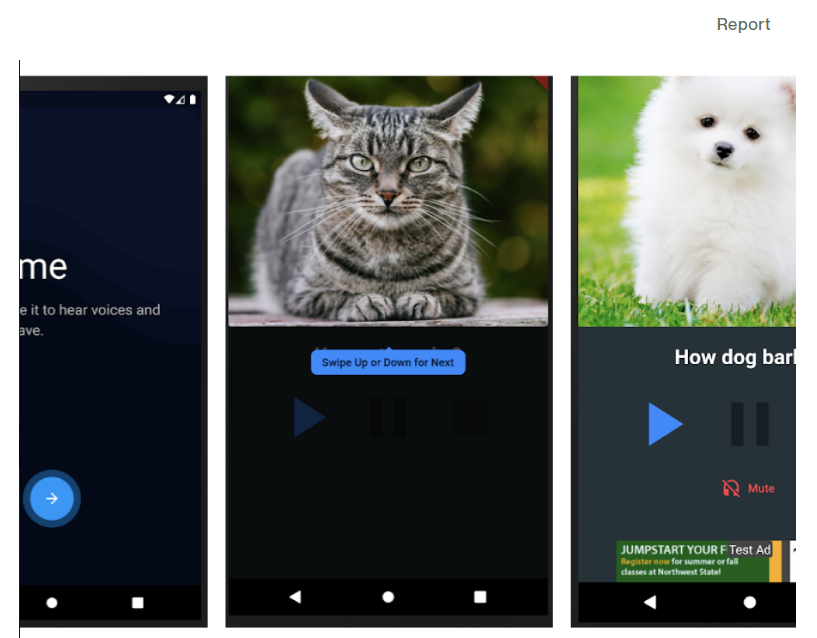 Report
me
e it to hear voices and
ave.
Swipe Up or Down for Next
How dog bar
Mute
JUMPSTART YOUR F
Test Ad
Register now for summer or fall
classes at Northwest State!